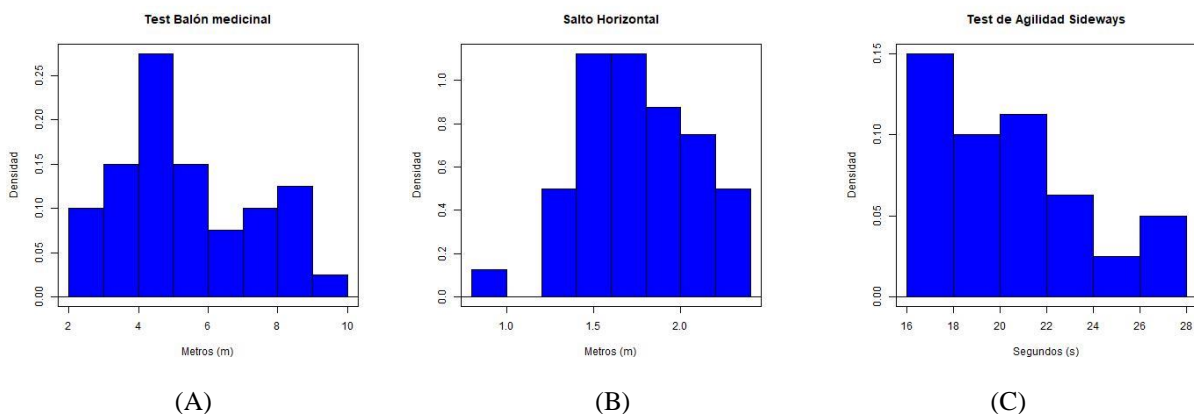 Test Balón medicinal
Densidad
0.00 0.05 0.10 0.15 0.20 0.25
2 4 6 8 10
Metros (m)
(A)
Salto Horizontal
Densidad
0.0 0.2 0.4 0.6 0.8 1.0
1.0 1.5 2.0
Metros (m)
(B)
Test de Agilidad Sideways
Densidad
0.00 0.05 0.10 0.15
16 18 20 22 24 26 28
Segundos (s)
(C)